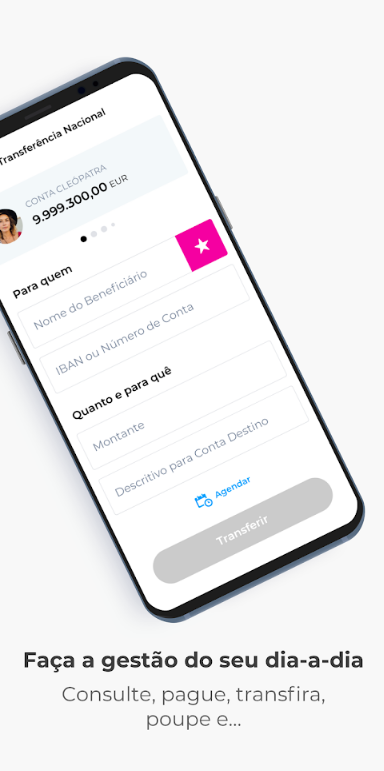 Transferência Nacional
CONTA CLEÓPATRA
9.999.300,00 EUR
Para quem
Nome do Beneficiário
IBAN ou Número de Conta
Quanto e para quê
Montante
Descritivo para Conta Destino
Agendar
Transferir
Faça a gestão do seu dia-a-dia
Consulte, pague, transfira,
poupe e...